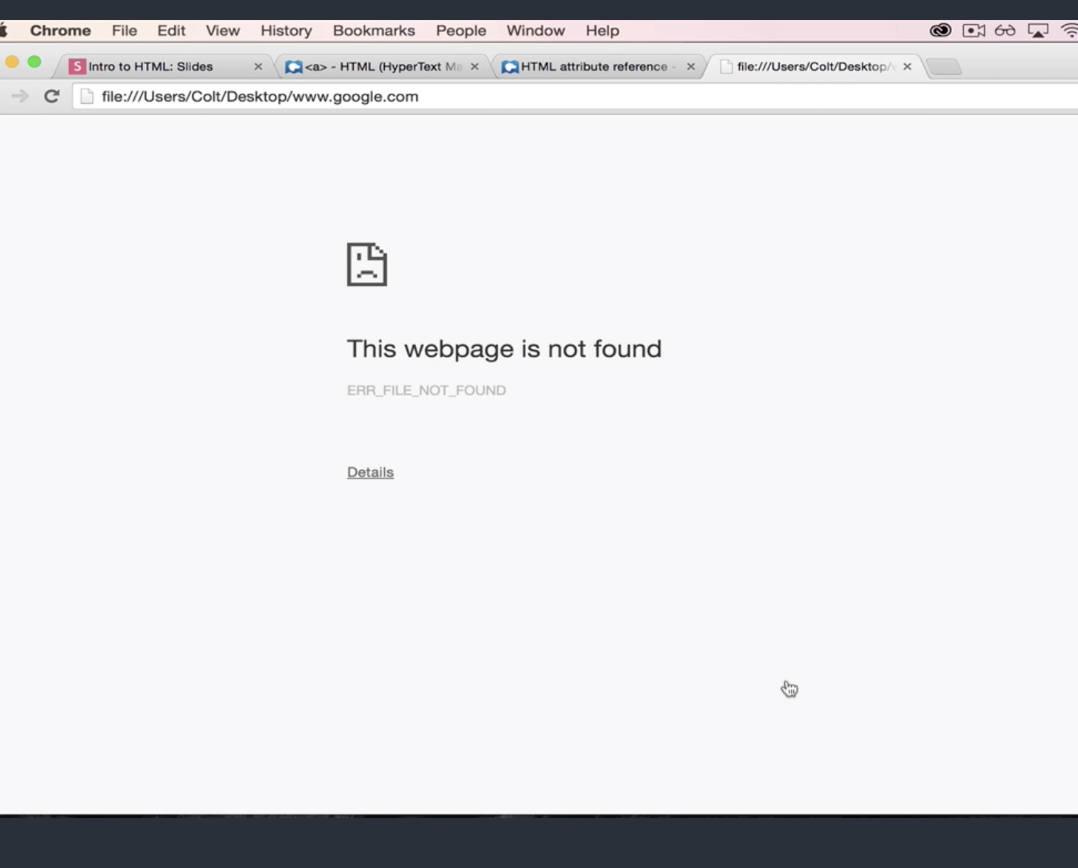 Chrome File Edit View History Bookmarks People Window Help
S Intro to HTML: Slides × <a> - HTML (HyperText Ma × HTML attribute reference - × file:///Users/Colt/Desktop/ ×
file:///Users/Colt/Desktop/www.google.com
This webpage is not found
ERR_FILE_NOT_FOUND
Details